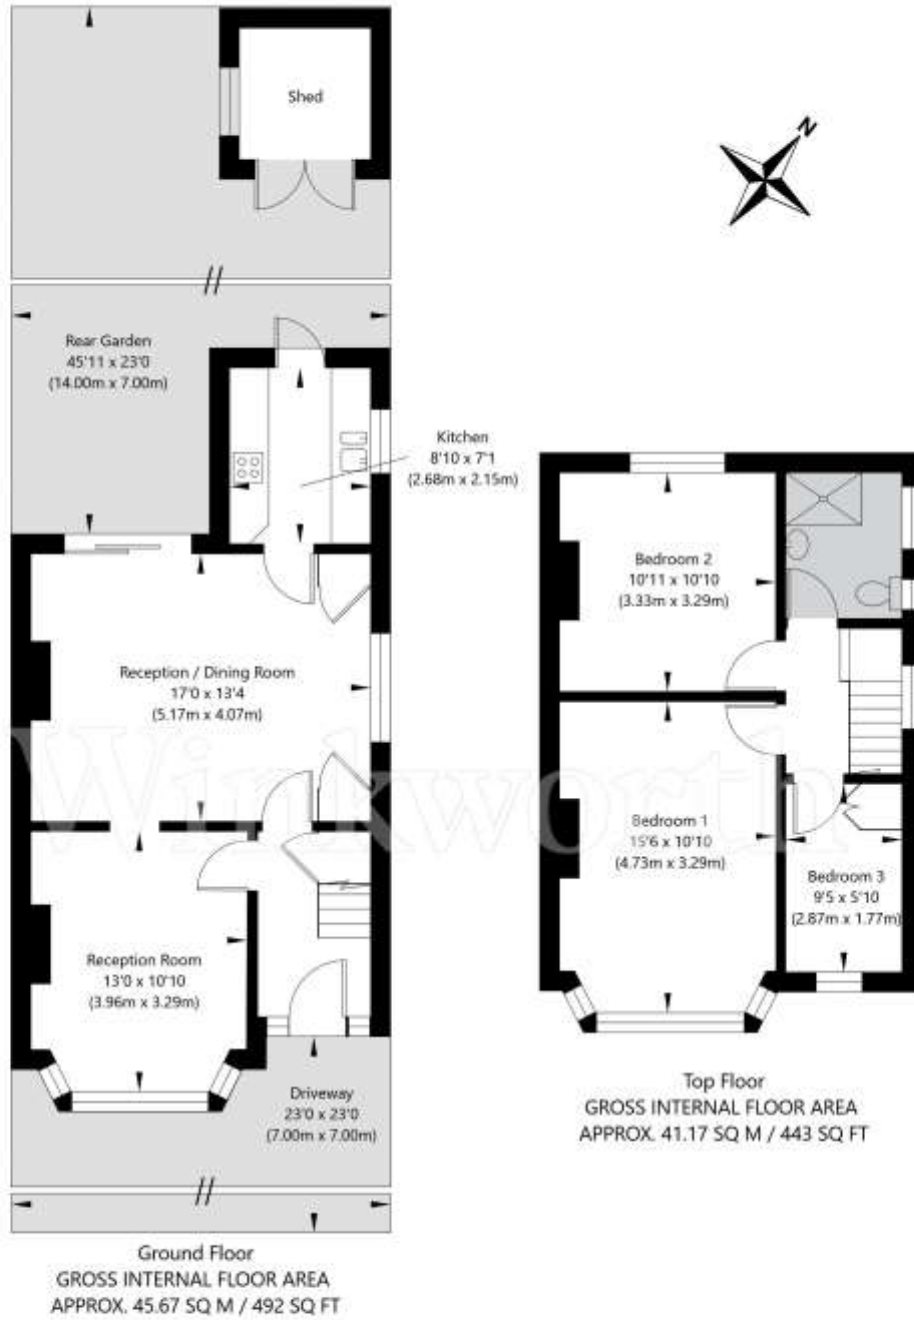 Shed
N
Rear Garden
45'11 x 23'0
(14.00m x 7.00m)
Kitchen
8'10 x 7'1
(2.68m x 2.15m)
Reception / Dining Room
17'0 x 13'4
(5.17m x 4.07m)
Reception Room
13'0 x 10'10
(3.96m x 3.29m)
Driveway
23'0 x 23'0
(7.00m x 7.00m)
Ground Floor
GROSS INTERNAL FLOOR AREA
APPROX. 45.67 SQ M / 492 SQ FT
Bedroom 2
10'11 x 10'10
(3.33m x 3.29m)
Bedroom 1
15'6 x 10'10
(4.73m x 3.29m)
Bedroom 3
9'5 x 5'10
(2.87m x 1.77m)
Top Floor
GROSS INTERNAL FLOOR AREA
APPROX. 41.17 SQ M / 443 SQ FT
Winkworth